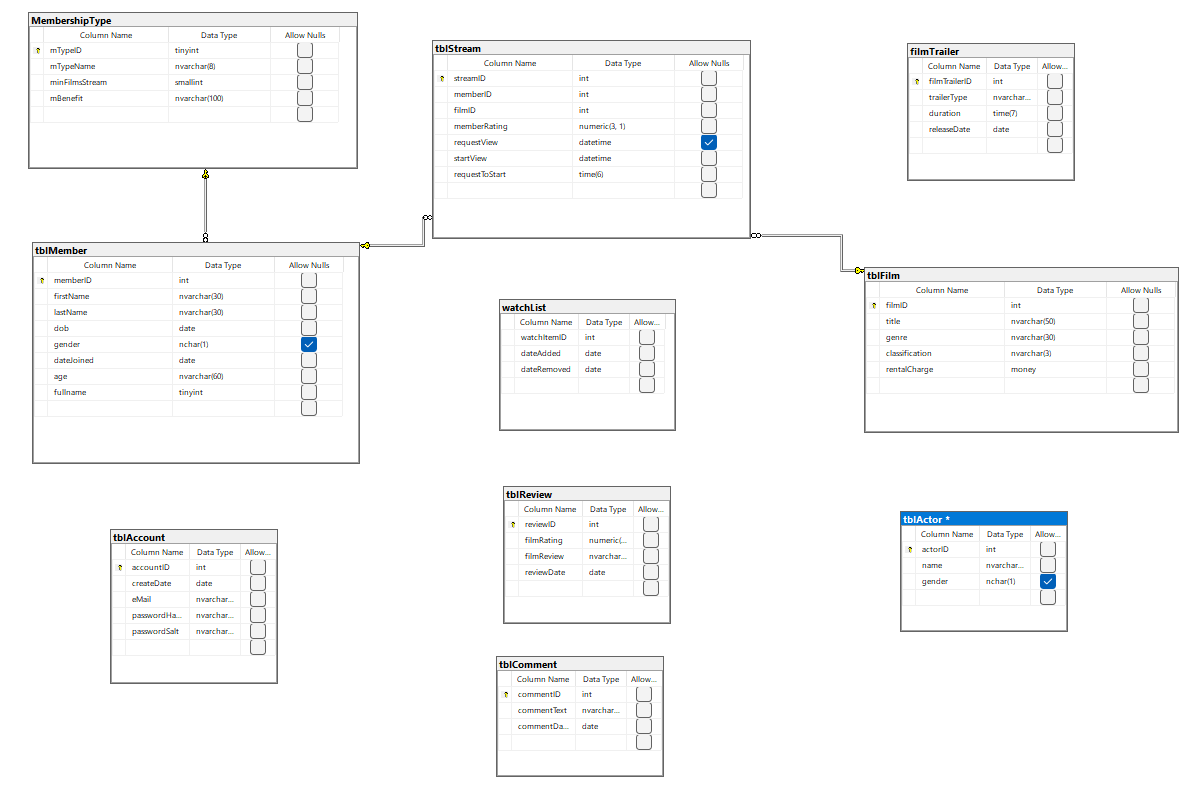 MembershipType
Column Name Data Type Allow Nulls
mTypeID tinyint
mTypeName nvarchar(8)
minFilmsStream smallint
mBenefit nvarchar(100)
tblStream
Column Name Data Type Allow Nulls
streamID int
memberID int
filmID int
memberRating numeric(3, 1)
requestView datetime
startView datetime
requestToStart time(6)
filmTrailer
Column Name Data Type Allow...
filmTrailerID int
trailerType nvarchar...
duration time(7)
releaseDate date
tblMember
Column Name Data Type Allow Nulls
memberID int
firstName nvarchar(30)
lastName nvarchar(30)
dob date
gender nchar(1)
dateJoined date
age nvarchar(60)
fullname tinyint
watchList
Column Name Data Type Allow...
watchItemID int
dateAdded date
dateRemoved date
tblFilm
Column Name Data Type Allow Nulls
filmID int
title nvarchar(50)
genre nvarchar(30)
classification nvarchar(3)
rentalCharge money
tblAccount
Column Name Data Type Allow...
accountID int
createDate date
eMail nvarchar...
passwordHa... nvarchar...
passwordSalt nvarchar...
tblReview
Column Name Data Type Allow...
reviewID int
filmRating numeric(...
filmReview nvarchar...
reviewDate date
tblActor *
Column Name Data Type Allow...
actorID int
name nvarchar...
gender nchar(1)
tblComment
Column Name Data Type Allow...
commentID int
commentText nvarchar...
commentDa... date